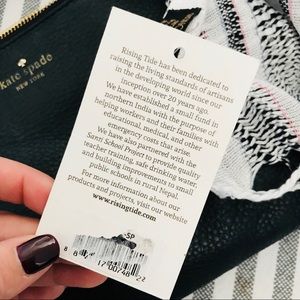 kate spade
NEW YORK
Rising Tide has been dedicated to
raising the living standards of artisans
in the developing world since our
inception over 20 years ago.
We have established a small fund in
northern India with the purpose of
helping workers and their families with
educational, medical and other
emergency costs that arise.
We have also partnered with the
Sansi School Project to provide quality
teacher training, safe drinking water
and building improvements to small
public schools in rural Nepal.
For more information about our
products and projects, visit our website
www.risingtide.com